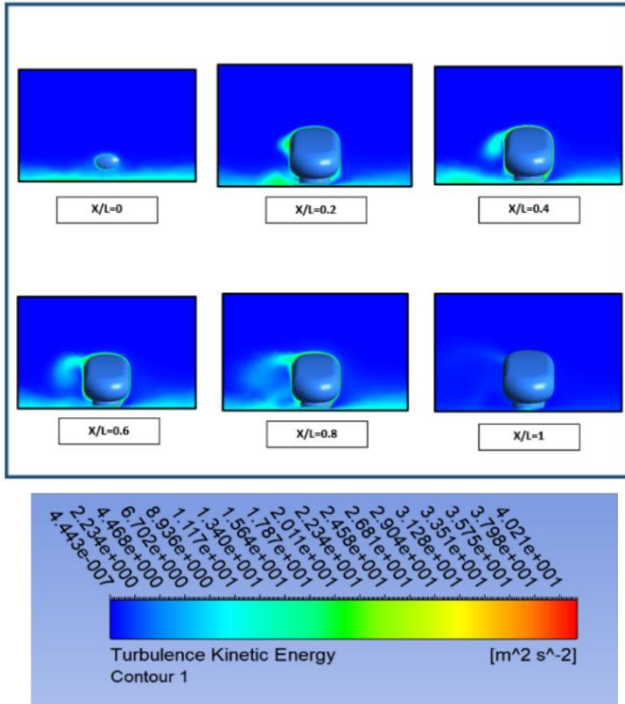 X/L=0
X/L=0.2
X/L=0.4
X/L=0.6
X/L=0.8
X/L=1
4.443e-007
2.234e+000
4.468e+000
6.702e+000
8.936e+000
1.117e+001
1.340e+001
1.564e+001
1.787e+001
2.011e+001
2.234e+001
2.458e+001
2.681e+001
2.904e+001
3.128e+001
3.351e+001
3.575e+001
3.798e+001
4.021e+001
Turbulence Kinetic Energy [m^2 s^-2]
Contour 1